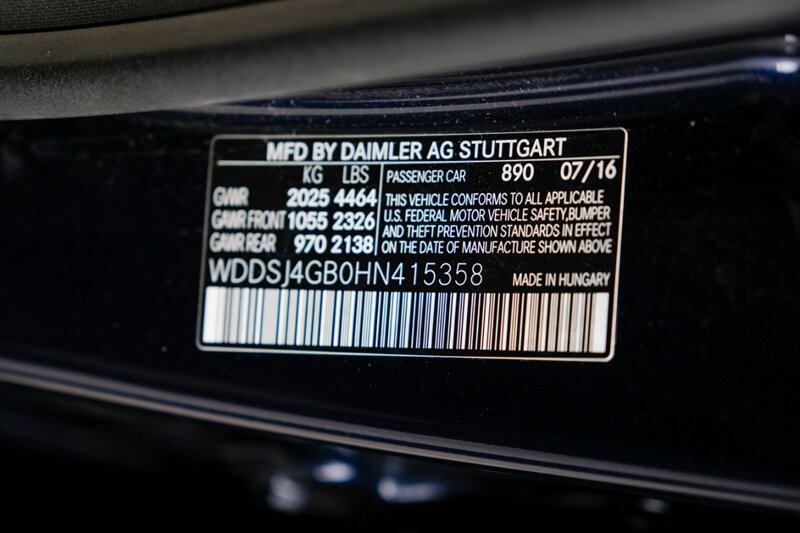 MFD BY DAIMLER AG STUTTGART
KG LBS
GVWR 2025 4464
GAWR FRONT 1055 2326
GAWR REAR 970 2138
PASSENGER CAR 890 07/16
THIS VEHICLE CONFORMS TO ALL APPLICABLE
U.S. FEDERAL MOTOR VEHICLE SAFETY, BUMPER
AND THEFT PREVENTION STANDARDS IN EFFECT
ON THE DATE OF MANUFACTURE SHOWN ABOVE
WDDSJ4GB0HN415358
MADE IN HUNGARY